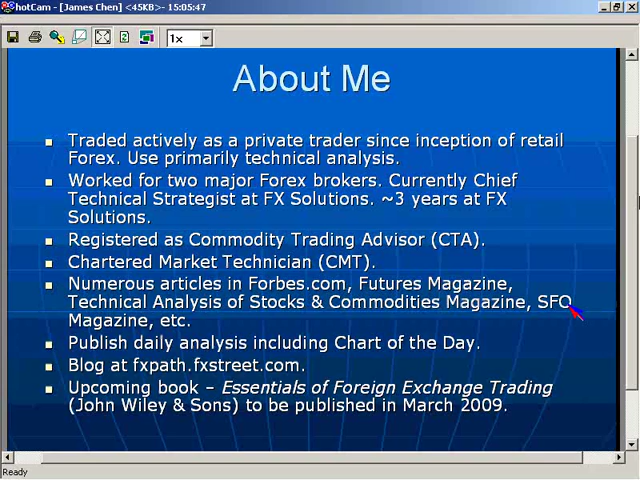 hotCam - [James Chen] <45KB>- 15:05:47
1x
About Me
Traded actively as a private trader since inception of retail
Forex. Use primarily technical analysis.
Worked for two major Forex brokers. Currently Chief
Technical Strategist at FX Solutions. ~3 years at FX
Solutions.
Registered as Commodity Trading Advisor (CTA).
Chartered Market Technician (CMT).
Numerous articles in Forbes.com, Futures Magazine,
Technical Analysis of Stocks & Commodities Magazine, SFO
Magazine, etc.
Publish daily analysis including Chart of the Day.
Blog at fxpath.fxstreet.com.
Upcoming book – Essentials of Foreign Exchange Trading
(John Wiley & Sons) to be published in March 2009.
Ready